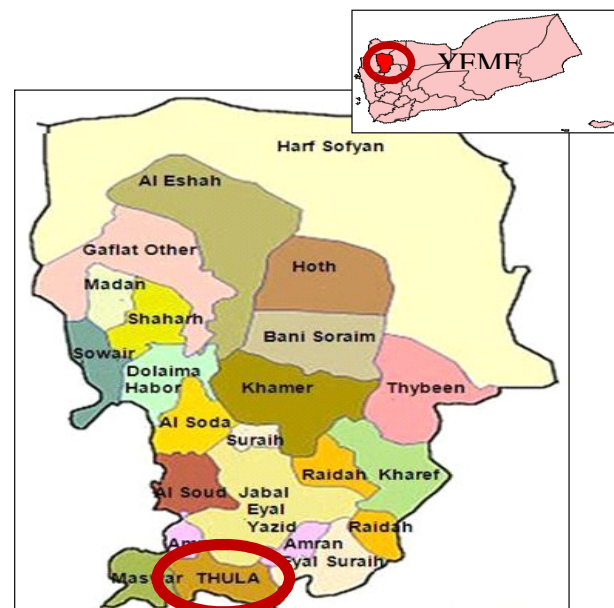 YEME
Harf Sofyan
Al Eshah
Gaflat Other
Hoth
Madan
Shaharh
Bani Soraim
Sowair
Dolaima
Habor
Khamer
Thybeen
Al Soda
Suraih
Raidah
Kharef
Al Soud
Jabal
Eyal
Yazid
Raidah
Amran
Eyal Suraih
THULA